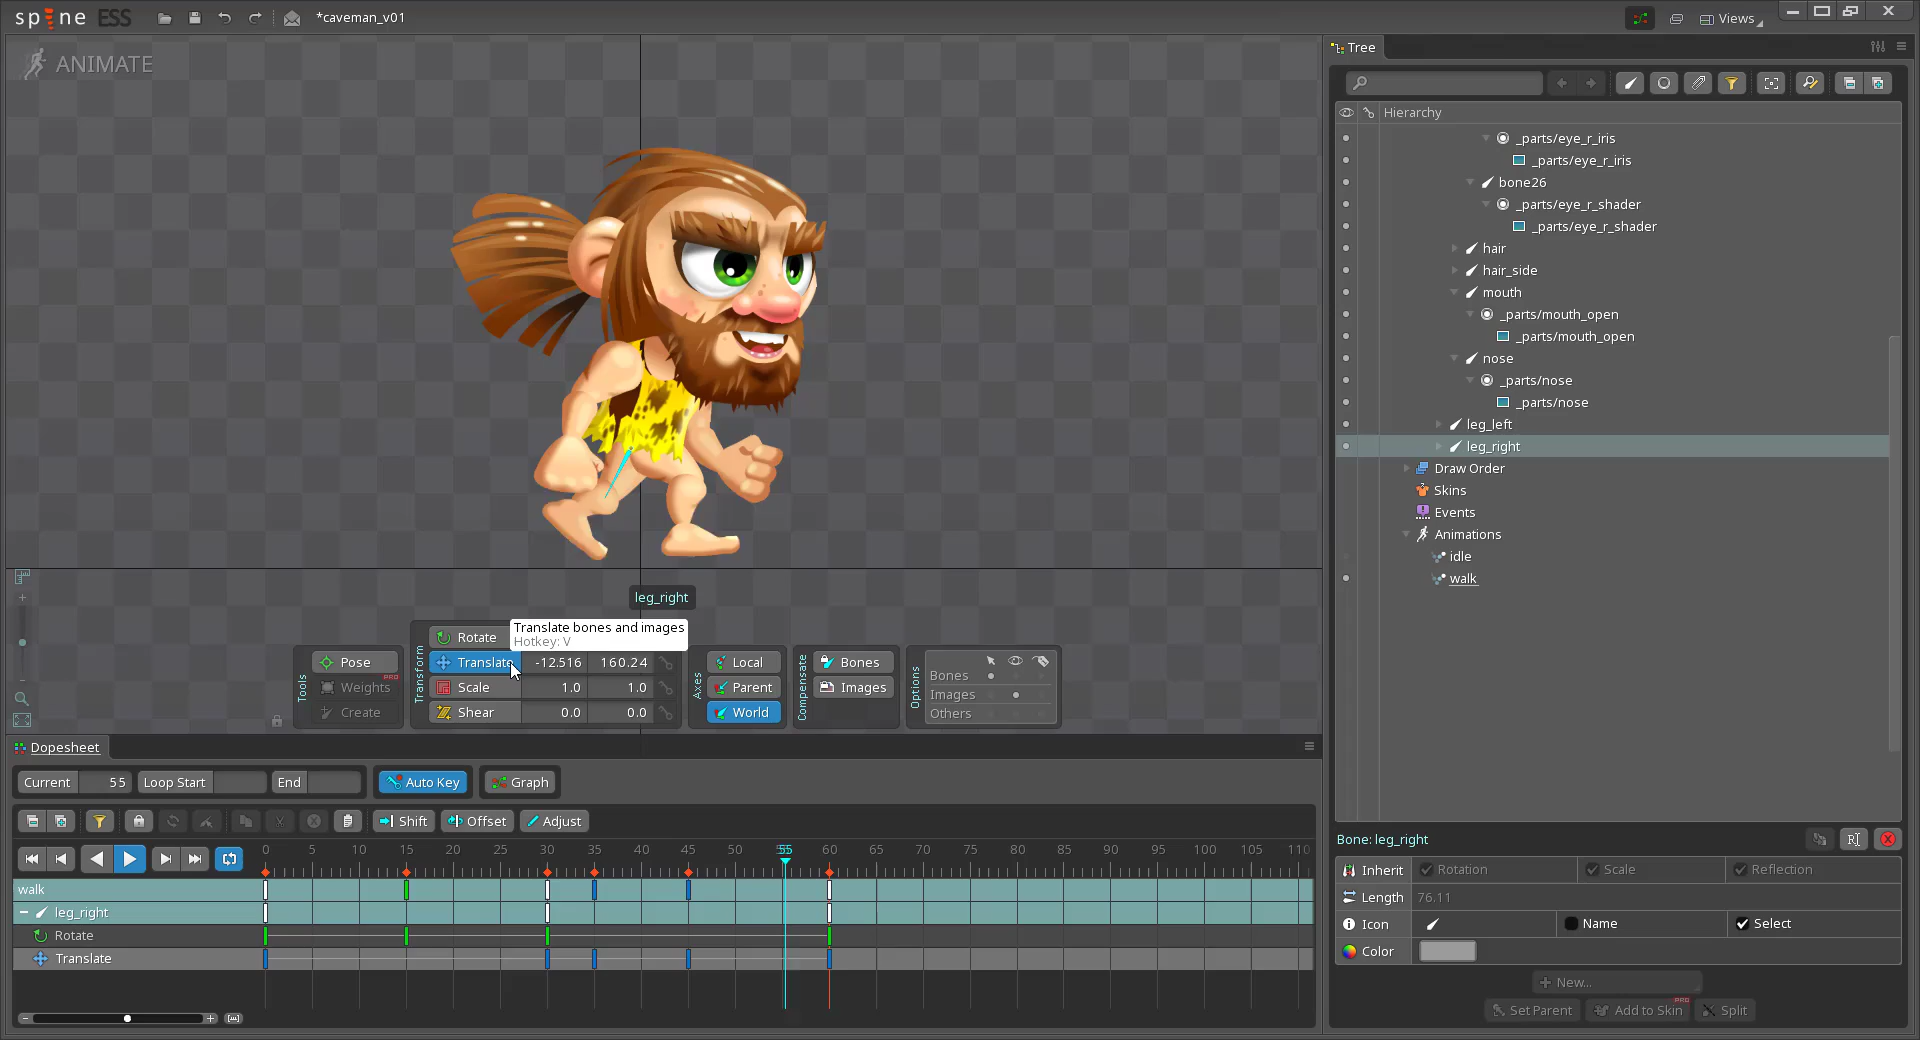 spine ESS
*caveman_v01
Views
ANIMATE
Tree
Hierarchy
_parts/eye_r_iris
_parts/eye_r_iris
bone26
_parts/eye_r_shader
_parts/eye_r_shader
hair
hair_side
mouth
_parts/mouth_open
_parts/mouth_open
nose
_parts/nose
_parts/nose
leg_left
leg_right
Draw Order
Skins
Events
Animations
idle
walk
leg_right
Translate bones and images
Hotkey: V
Tools
Pose
Weights
PRO
Create
Transform
Rotate
Translate -12.516 160.24
Scale 1.0 1.0
Shear 0.0 0.0
Axes
Local
Parent
World
Compensate
Bones
Images
Options
Bones
Images
Others
Dopesheet
Current 55 Loop Start End
Auto Key
Graph
Shift
Offset
Adjust
0 5 10 15 20 25 30 35 40 45 50 55 60 65 70 75 80 85 90 95 100 105 110
walk
leg_right
Rotate
Translate
Bone: leg_right
Inherit Rotation Scale Reflection
Length 76.11
Icon Name Select
Color
New...
Set Parent Add to Skin PRO Split